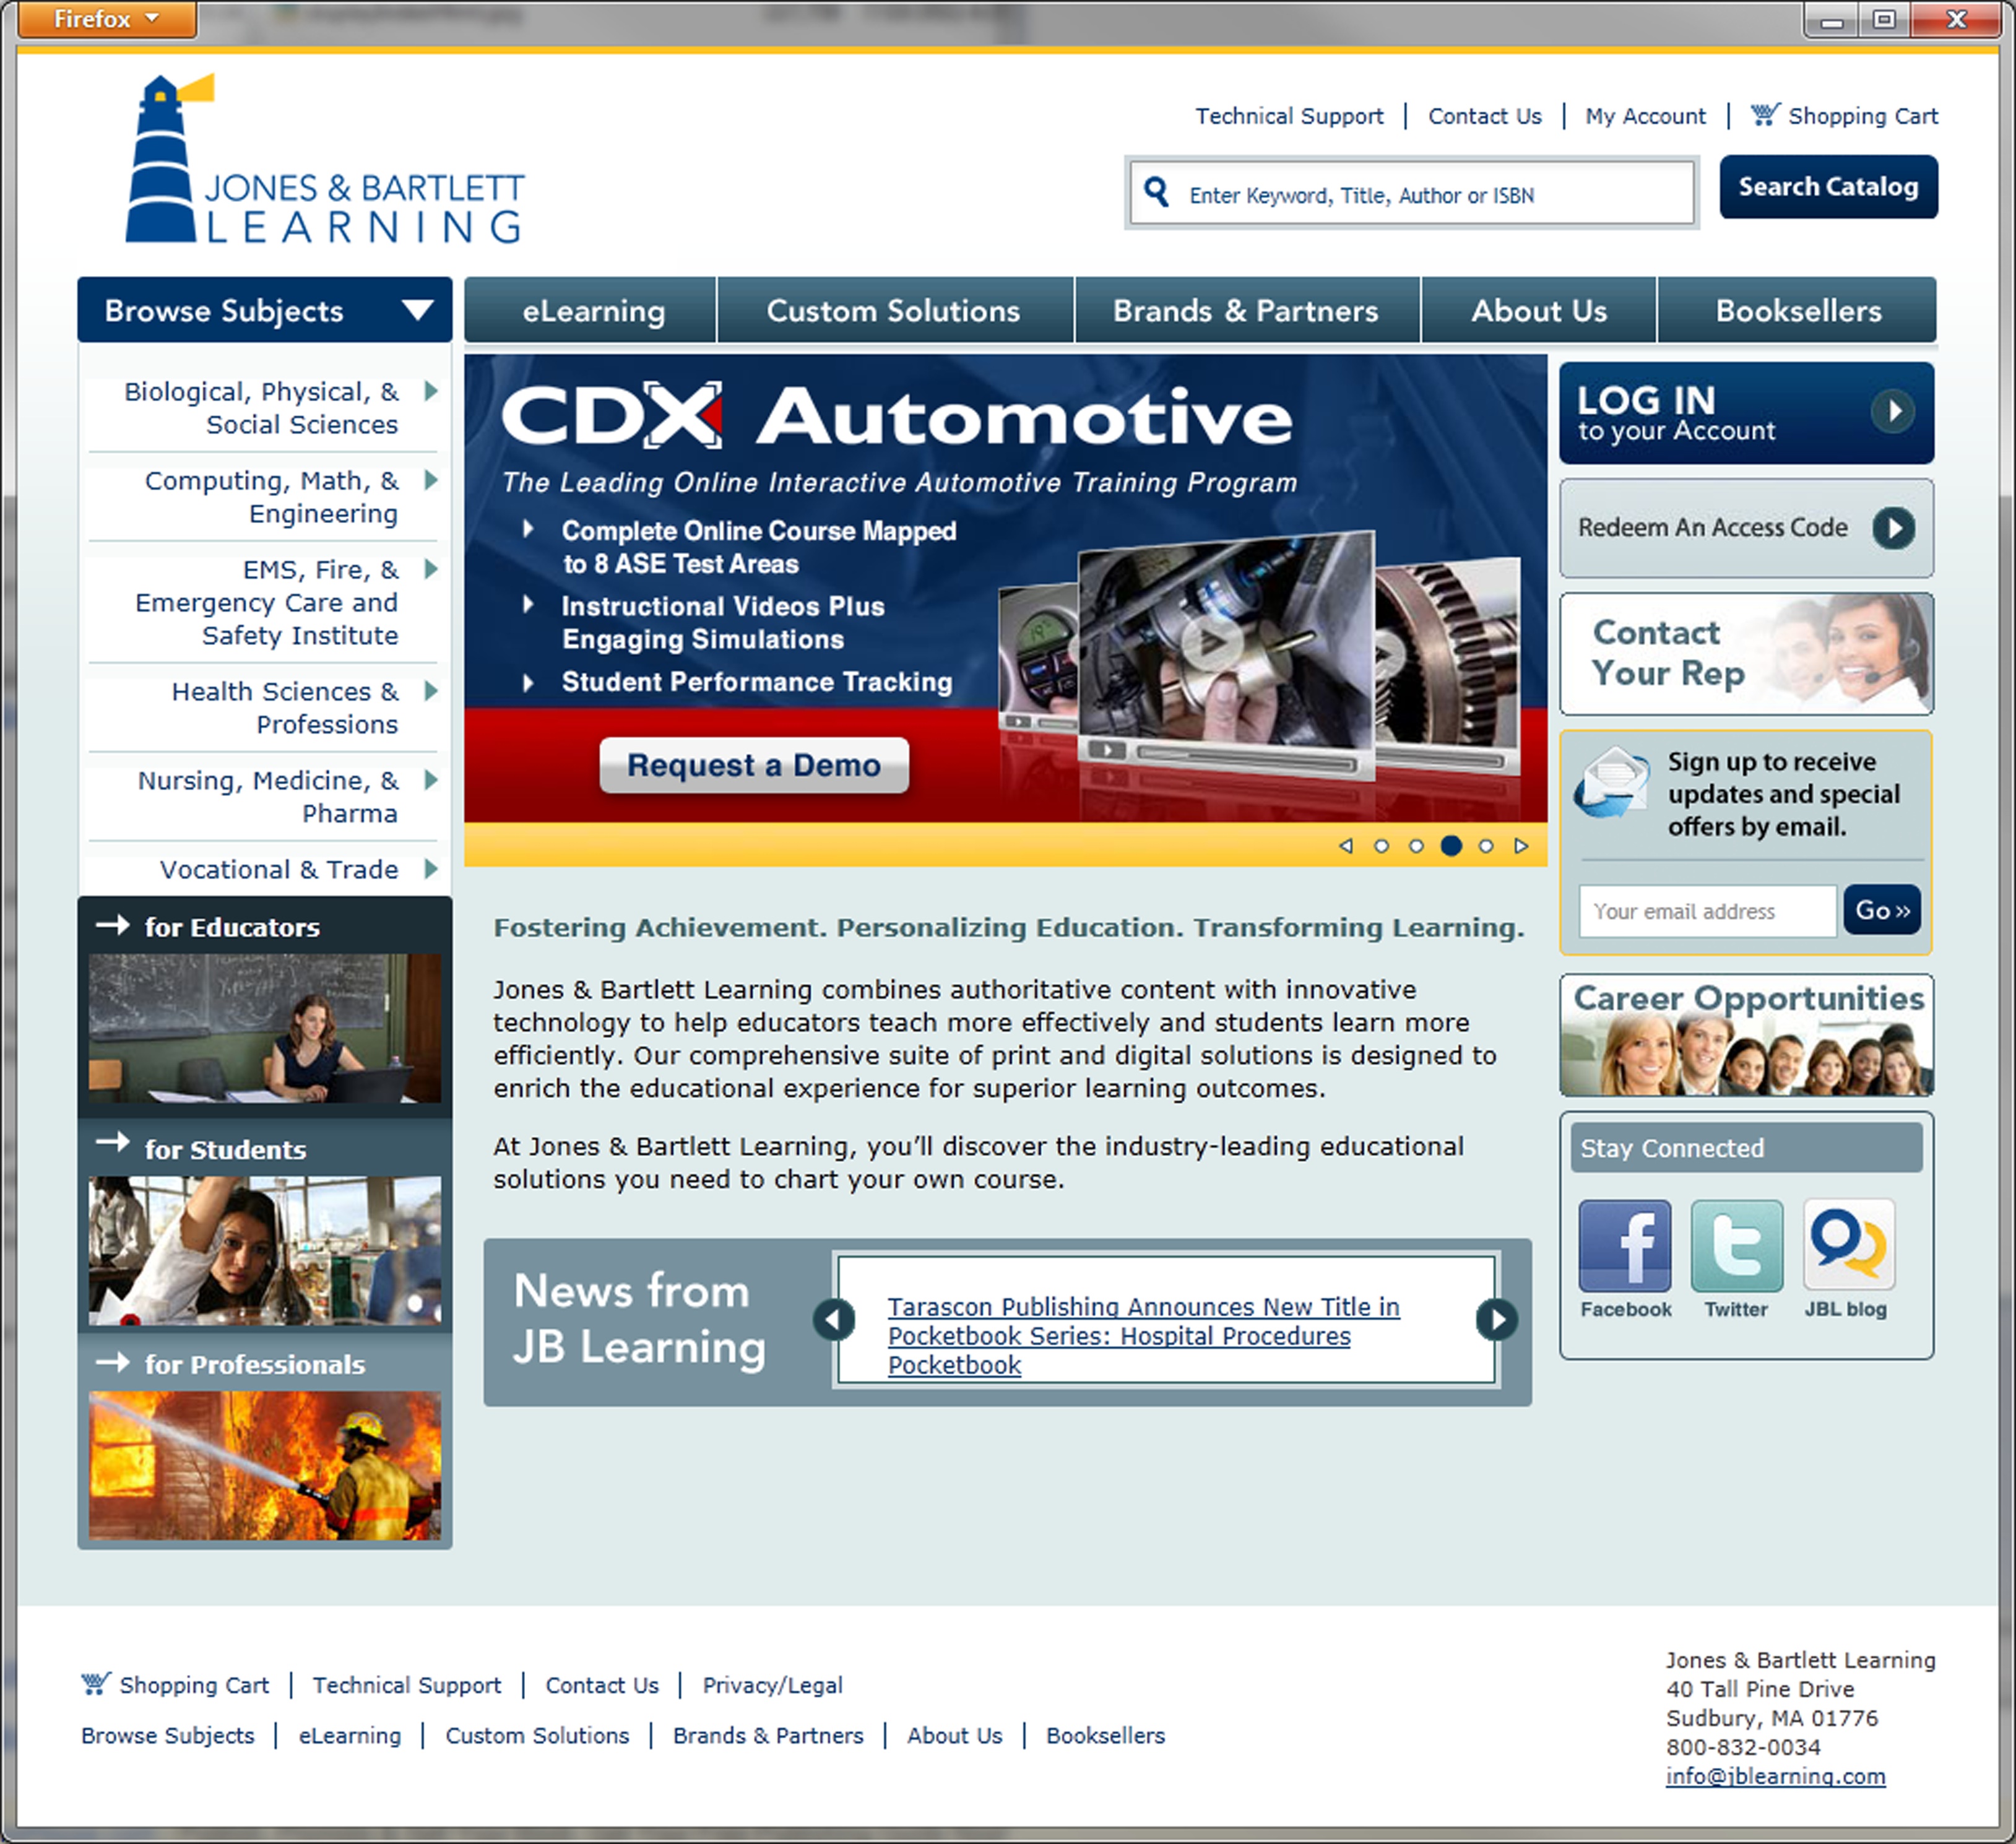 Firefox
JONES & BARTLETT
LEARNING
Technical Support | Contact Us | My Account | Shopping Cart
Enter Keyword, Title, Author or ISBN
Search Catalog
Browse Subjects
eLearning
Custom Solutions
Brands & Partners
About Us
Booksellers
Biological, Physical, &
Social Sciences
Computing, Math, &
Engineering
EMS, Fire, &
Emergency Care and
Safety Institute
Health Sciences &
Professions
Nursing, Medicine, &
Pharma
Vocational & Trade
for Educators
for Students
for Professionals
CDX Automotive
The Leading Online Interactive Automotive Training Program
Complete Online Course Mapped
to 8 ASE Test Areas
Instructional Videos Plus
Engaging Simulations
Student Performance Tracking
Request a Demo
Fostering Achievement. Personalizing Education. Transforming Learning.
Jones & Bartlett Learning combines authoritative content with innovative
technology to help educators teach more effectively and students learn more
efficiently. Our comprehensive suite of print and digital solutions is designed to
enrich the educational experience for superior learning outcomes.
At Jones & Bartlett Learning, you’ll discover the industry-leading educational
solutions you need to chart your own course.
News from
JB Learning
Tarascon Publishing Announces New Title in
Pocketbook Series: Hospital Procedures
Pocketbook
LOG IN
to your Account
Redeem An Access Code
Contact
Your Rep
Sign up to receive
updates and special
offers by email.
Your email address
Go »
Career Opportunities
Stay Connected
Facebook
Twitter
JBL blog
Shopping Cart | Technical Support | Contact Us | Privacy/Legal
Browse Subjects | eLearning | Custom Solutions | Brands & Partners | About Us | Booksellers
Jones & Bartlett Learning
40 Tall Pine Drive
Sudbury, MA 01776
800-832-0034
info@jblearning.com